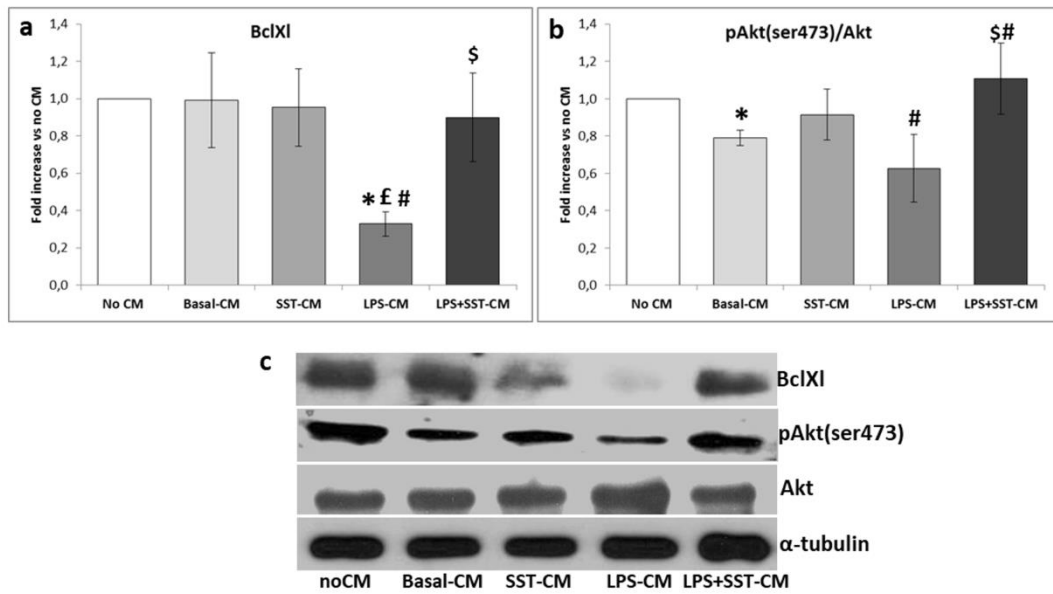 a
BclXl
Fold increase vs no CM
1,4
1,2
1,0
0,8
0,6
0,4
0,2
0,0
* £ #
$
No CM Basal-CM SST-CM LPS-CM LPS+SST-CM
b
pAkt(ser473)/Akt
Fold increase vs no CM
1,4
1,2
1,0
0,8
0,6
0,4
0,2
0,0
*
#
$#
No CM Basal-CM SST-CM LPS-CM LPS+SST-CM
c
BclXl
pAkt(ser473)
Akt
α-tubulin
noCM Basal-CM SST-CM LPS-CM LPS+SST-CM